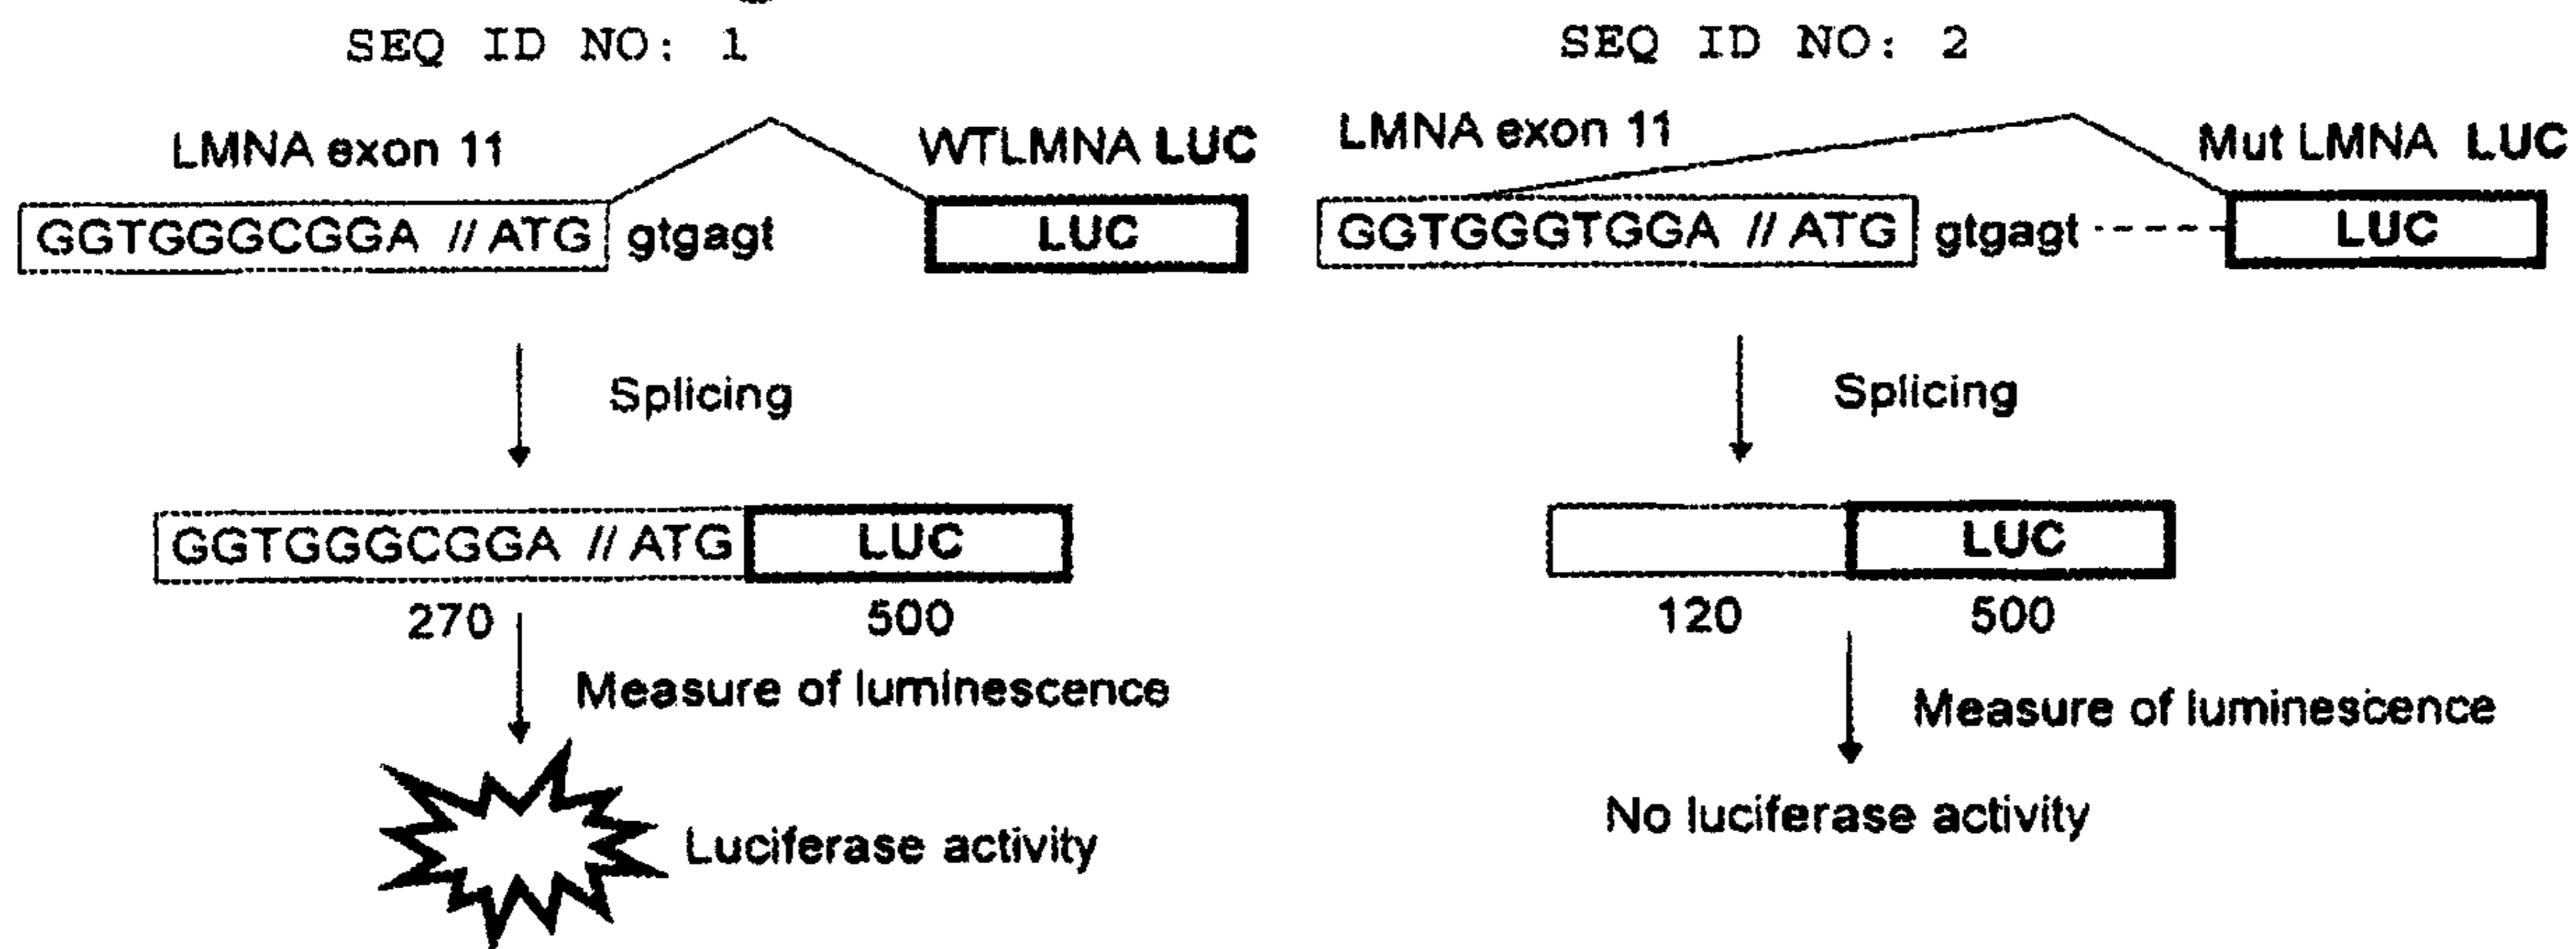 SEQ ID NO: 1
LMNA exon 11
WTLMNA LUC
GGTGGGCGGA // ATG gtgagt
LUC
Splicing
GGTGGGCGGA // ATG LUC
270 500
Measure of luminescence
Luciferase activity
SEQ ID NO: 2
LMNA exon 11
Mut LMNA LUC
GGTGGGTGGA // ATG gtgagt
LUC
Splicing
LUC
120 500
Measure of luminescence
No luciferase activity